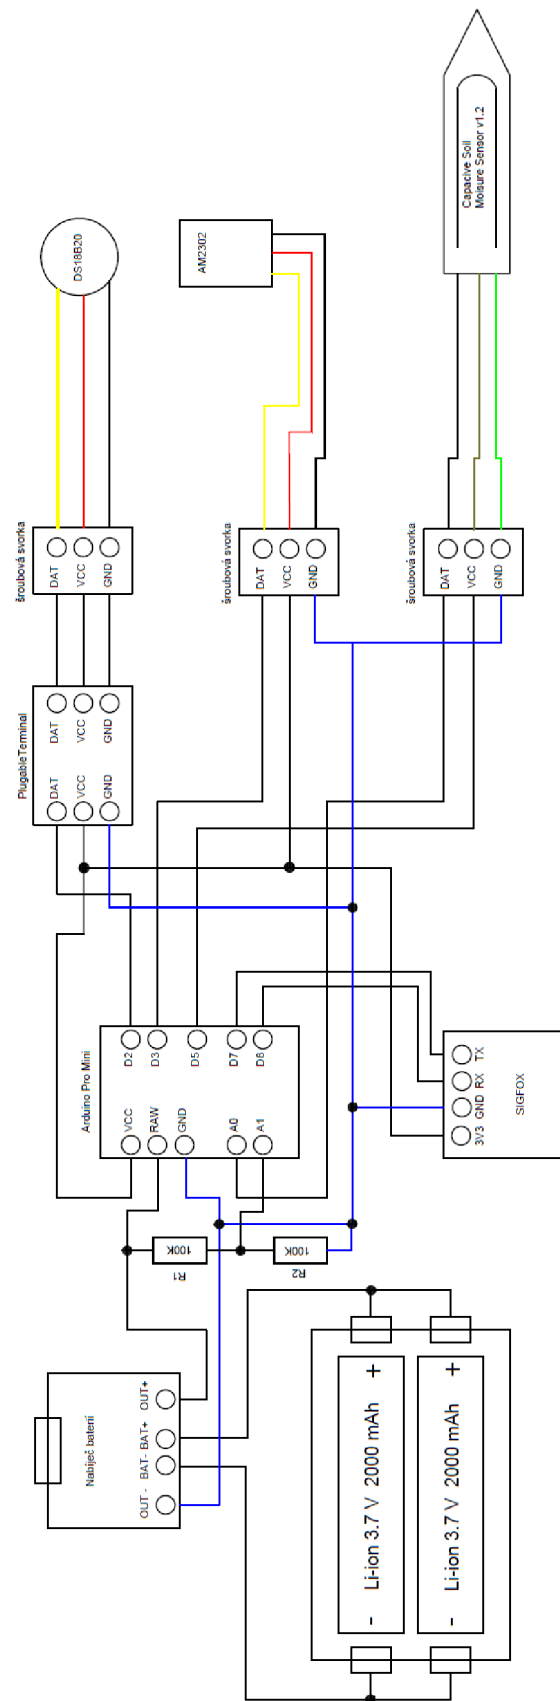 Capacive Soil
Moisure Sensor v1.2
DS18B20
AM2302
šroubová svorka
DAT
VCC
GND
šroubová svorka
DAT
VCC
GND
šroubová svorka
DAT
VCC
GND
PlugableTerminal
DAT
VCC
GND
DAT
VCC
GND
Arduino Pro Mini
D2
D3
D5
D7
D8
VCC
RAW
GND
A0
A1
TX
RX
GND
3V3
SIGFOX
100K
R1
100K
R2
Nabíječ baterií
OUT+
BAT+
BAT-
OUT -
- Li-ion 3.7 V 2000 mAh +
- Li-ion 3.7 V 2000 mAh +